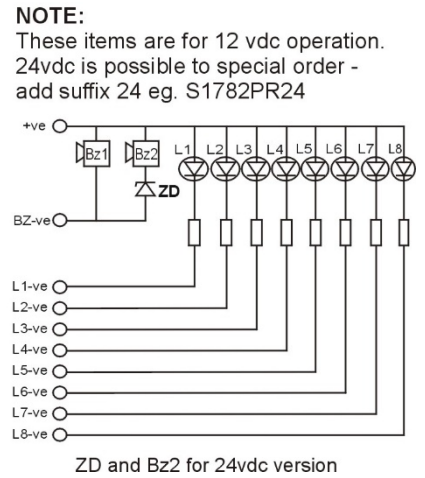 NOTE:
These items are for 12 vdc operation.
24vdc is possible to special order -
add suffix 24 eg. S1782PR24
+ve
Bz1
Bz2
L1
L2
L3
L4
L5
L6
L7
L8
ZD
BZ-ve
L1-ve
L2-ve
L3-ve
L4-ve
L5-ve
L6-ve
L7-ve
L8-ve
ZD and Bz2 for 24vdc version